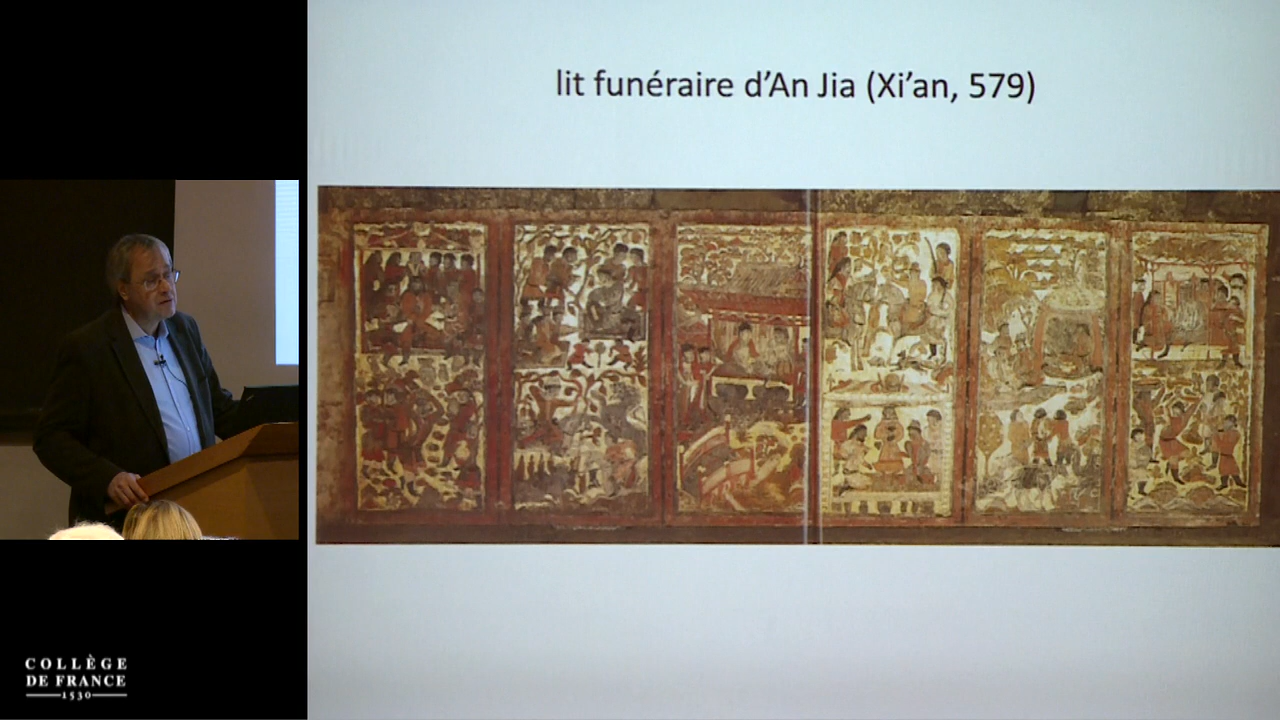 lit funéraire d’An Jia (Xi’an, 579)
COLLÈGE
DE FRANCE
1530